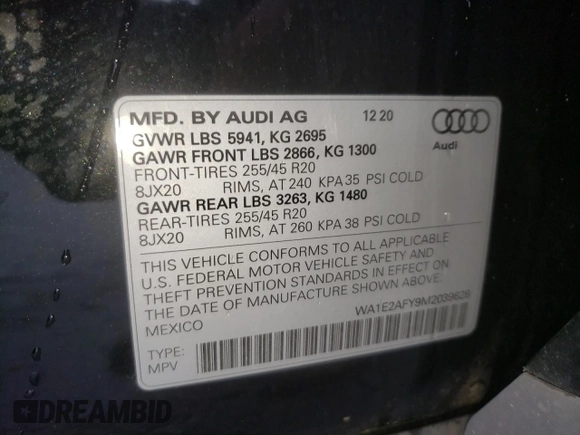 MFD. BY AUDI AG 12 20
GVWR LBS 5941, KG 2695
GAWR FRONT LBS 2866, KG 1300
FRONT-TIRES 255/45 R20
8JX20 RIMS, AT 240 KPA 35 PSI COLD
GAWR REAR LBS 3263, KG 1480
REAR-TIRES 255/45 R20
8JX20 RIMS, AT 260 KPA 38 PSI COLD
Audi
THIS VEHICLE CONFORMS TO ALL APPLICABLE
U.S. FEDERAL MOTOR VEHICLE SAFETY AND
THEFT PREVENTION STANDARDS IN EFFECT ON
THE DATE OF MANUFACTURE SHOWN ABOVE.
MEXICO
WA1E2AFY9M2039628
TYPE:
MPV
DREAMBID